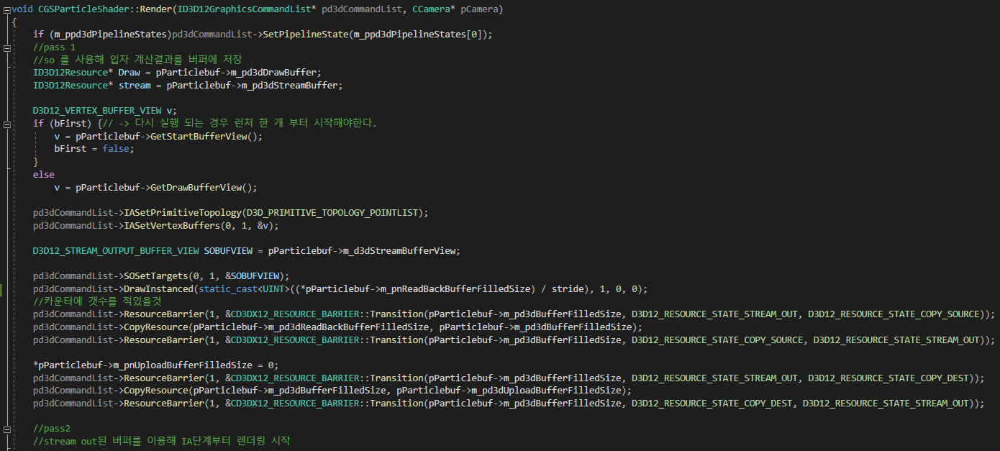 void CGSParticleShader::Render(ID3D12GraphicsCommandList* pd3dCommandList, CCamera* pCamera)
{
if (m_ppd3dPipelineStates)pd3dCommandList->SetPipelineState(m_ppd3dPipelineStates[0]);
//pass 1
//so 를 사용해 입자 계산결과를 버퍼에 저장
ID3D12Resource* Draw = pParticlebuf->m_pd3dDrawBuffer;
ID3D12Resource* stream = pParticlebuf->m_pd3dStreamBuffer;
D3D12_VERTEX_BUFFER_VIEW v;
if (bFirst) {// -> 다시 실행 되는 경우 런처 한 개 부터 시작해야한다.
v = pParticlebuf->GetStartBufferView();
bFirst = false;
}
else
v = pParticlebuf->GetDrawBufferView();
pd3dCommandList->IASetPrimitiveTopology(D3D_PRIMITIVE_TOPOLOGY_POINTLIST);
pd3dCommandList->IASetVertexBuffers(0, 1, &v);
D3D12_STREAM_OUTPUT_BUFFER_VIEW SOBUFVIEW = pParticlebuf->m_d3dStreamBufferView;
pd3dCommandList->SOSetTargets(0, 1, &SOBUFVIEW);
pd3dCommandList->DrawInstanced(static_cast<UINT>((*pParticlebuf->m_pnReadBackBufferFilledSize) / stride), 1, 0, 0);
//카운터에 갯수를 적었을것
pd3dCommandList->ResourceBarrier(1, &CD3DX12_RESOURCE_BARRIER::Transition(pParticlebuf->m_pd3dBufferFilledSize, D3D12_RESOURCE_STATE_STREAM_OUT, D3D12_RESOURCE_STATE_COPY_SOURCE));
pd3dCommandList->CopyResource(pParticlebuf->m_pd3dReadBackBufferFilledSize, pParticlebuf->m_pd3dBufferFilledSize);
pd3dCommandList->ResourceBarrier(1, &CD3DX12_RESOURCE_BARRIER::Transition(pParticlebuf->m_pd3dBufferFilledSize, D3D12_RESOURCE_STATE_COPY_SOURCE, D3D12_RESOURCE_STATE_STREAM_OUT));
*pParticlebuf->m_pnUploadBufferFilledSize = 0;
pd3dCommandList->ResourceBarrier(1, &CD3DX12_RESOURCE_BARRIER::Transition(pParticlebuf->m_pd3dBufferFilledSize, D3D12_RESOURCE_STATE_STREAM_OUT, D3D12_RESOURCE_STATE_COPY_DEST));
pd3dCommandList->CopyResource(pParticlebuf->m_pd3dBufferFilledSize, pParticlebuf->m_pd3dUploadBufferFilledSize);
pd3dCommandList->ResourceBarrier(1, &CD3DX12_RESOURCE_BARRIER::Transition(pParticlebuf->m_pd3dBufferFilledSize, D3D12_RESOURCE_STATE_COPY_DEST, D3D12_RESOURCE_STATE_STREAM_OUT));
//pass2
//stream out된 버퍼를 이용해 IA단계부터 렌더링 시작